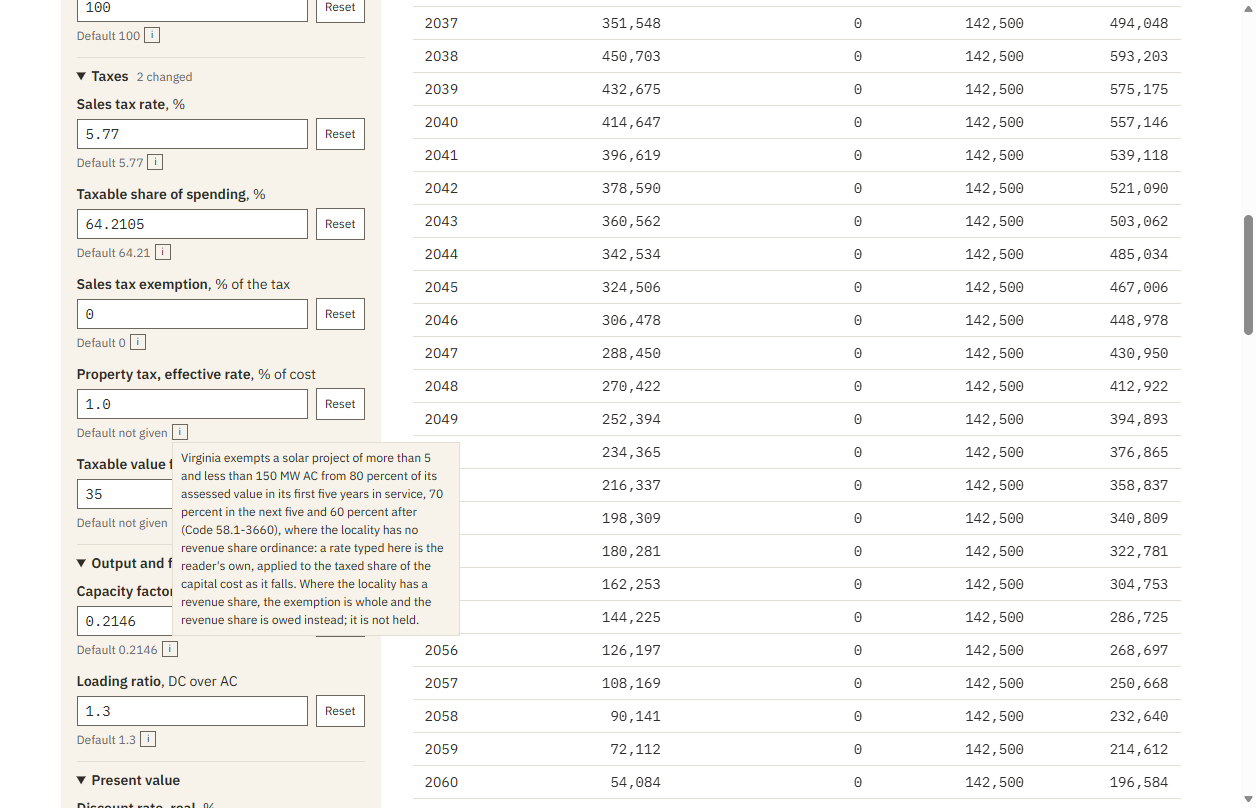 100
Reset
Default 100 i
▼ Taxes 2 changed
Sales tax rate, %
5.77
Reset
Default 5.77 i
Taxable share of spending, %
64.2105
Reset
Default 64.21 i
Sales tax exemption, % of the tax
0
Reset
Default 0 i
Property tax, effective rate, % of cost
1.0
Reset
Default not given i
Virginia exempts a solar project of more than 5
and less than 150 MW AC from 80 percent of its
assessed value in its first five years in service, 70
percent in the next five and 60 percent after
(Code 58.1-3660), where the locality has no
revenue share ordinance: a rate typed here is the
reader's own, applied to the taxed share of the
capital cost as it falls. Where the locality has a
revenue share, the exemption is whole and the
revenue share is owed instead; it is not held.
Taxable value
35
Default not given
▼ Output and
Capacity factor
0.2146
Default 0.2146 i
Loading ratio, DC over AC
1.3
Reset
Default 1.3 i
▼ Present value
Discount rate, real, %
2037 351,548 0 142,500 494,048
2038 450,703 0 142,500 593,203
2039 432,675 0 142,500 575,175
2040 414,647 0 142,500 557,146
2041 396,619 0 142,500 539,118
2042 378,590 0 142,500 521,090
2043 360,562 0 142,500 503,062
2044 342,534 0 142,500 485,034
2045 324,506 0 142,500 467,006
2046 306,478 0 142,500 448,978
2047 288,450 0 142,500 430,950
2048 270,422 0 142,500 412,922
2049 252,394 0 142,500 394,893
234,365 0 142,500 376,865
216,337 0 142,500 358,837
198,309 0 142,500 340,809
180,281 0 142,500 322,781
162,253 0 142,500 304,753
144,225 0 142,500 286,725
2056 126,197 0 142,500 268,697
2057 108,169 0 142,500 250,668
2058 90,141 0 142,500 232,640
2059 72,112 0 142,500 214,612
2060 54,084 0 142,500 196,584